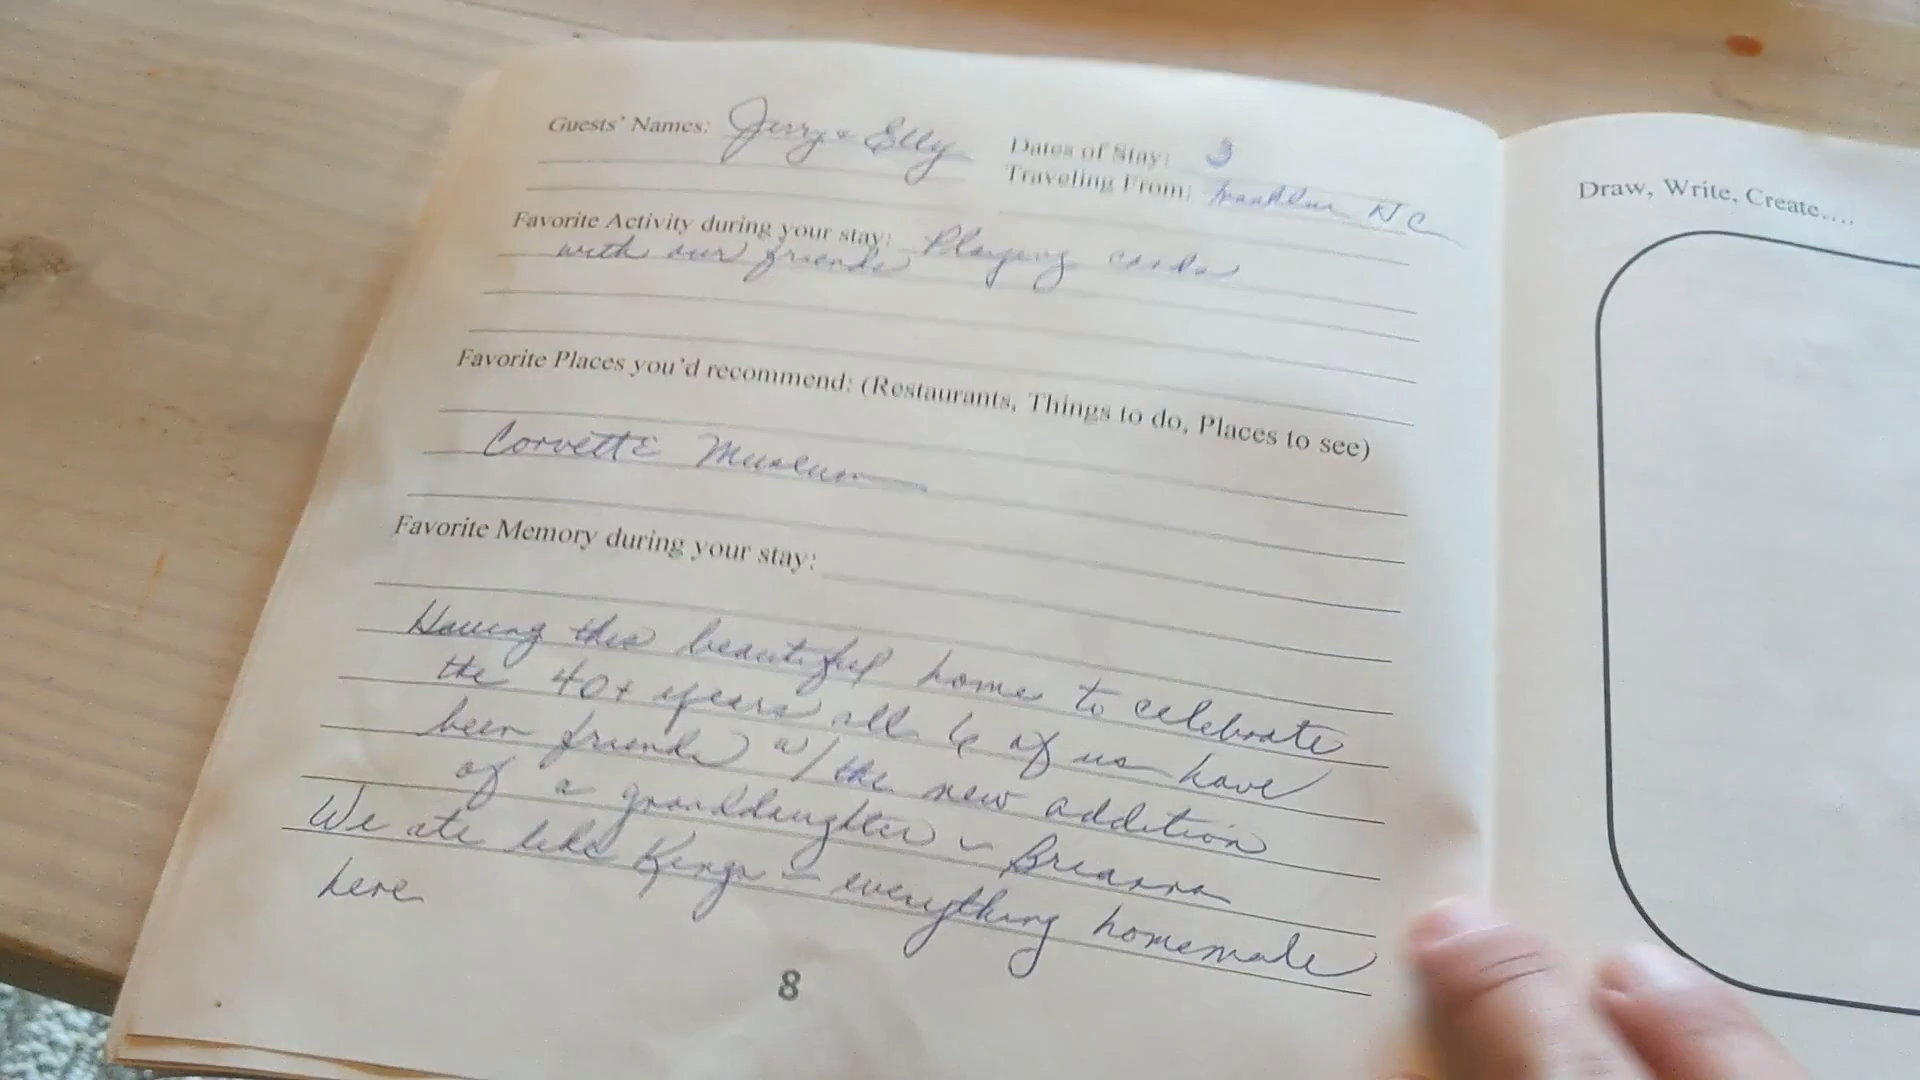 Guests' Names: Jerry & Elly
Dates of Stay: 3
Traveling From: Franklin NC
Favorite Activity during your stay: Playing cards
with our friends
Favorite Places you'd recommend: (Restaurants, Things to do, Places to see)
Corvette Museum
Favorite Memory during your stay:
Having this beautiful home to celebrate
the 40+ years all 6 of us have
been friends w/ the new addition
of a granddaughter ~ Breanna
We ate like Kings – everything homemade
here
8
Draw, Write, Create....